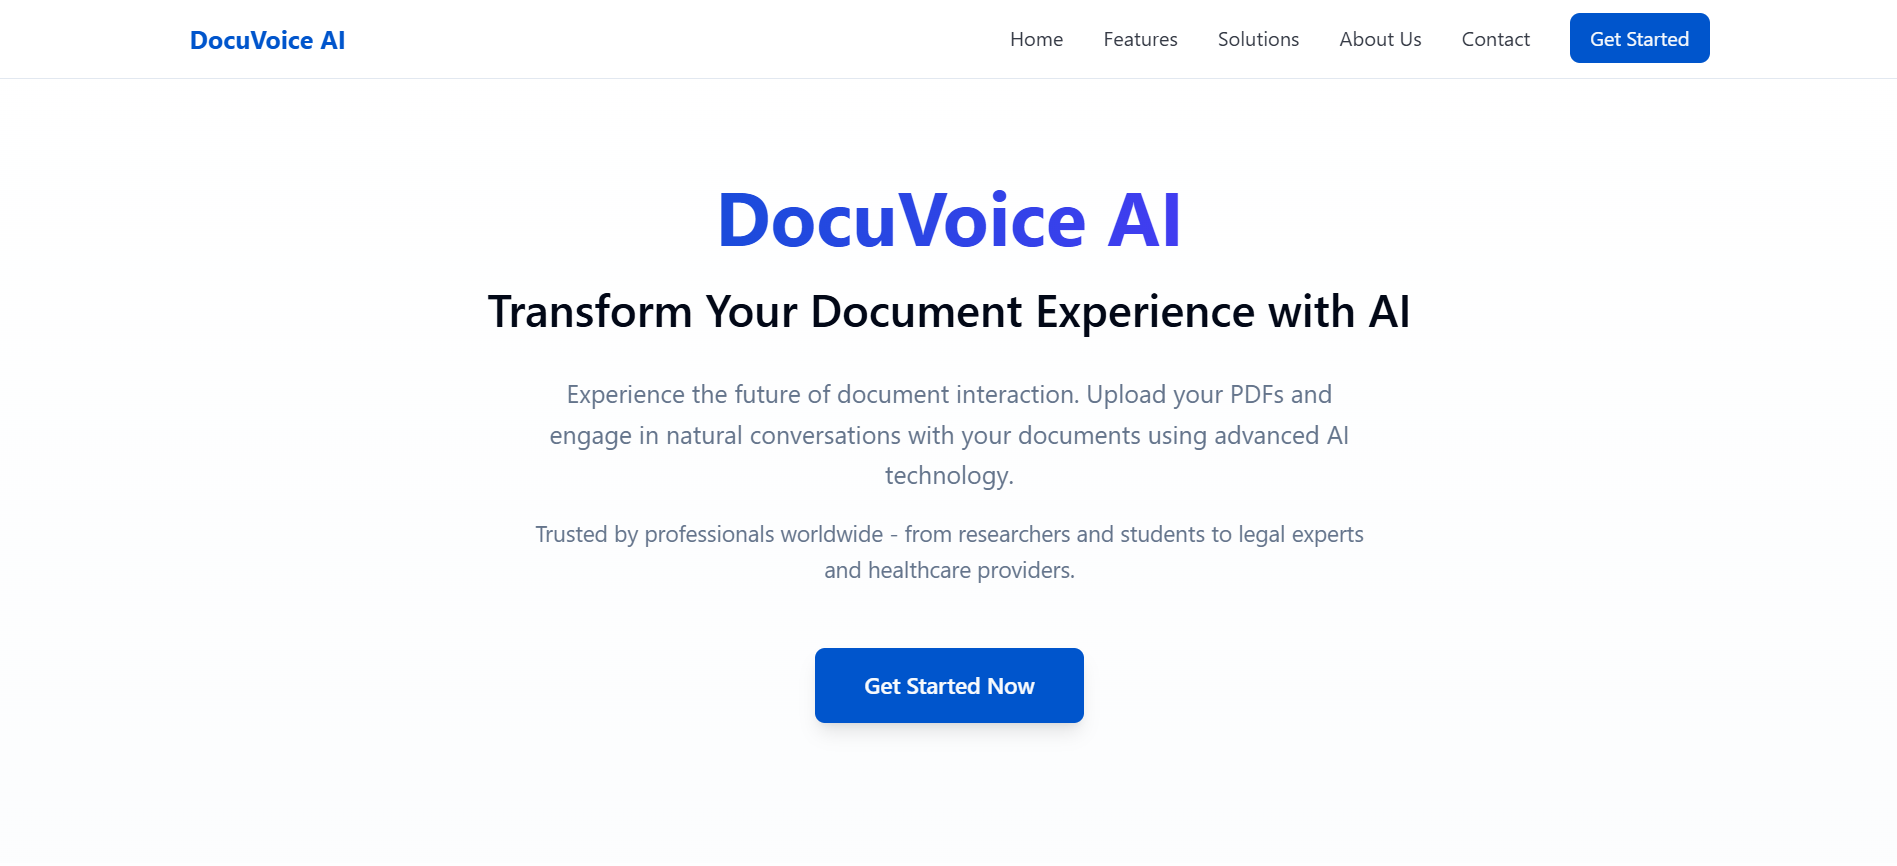 DocuVoice AI
Home
Features
Solutions
About Us
Contact
Get Started
DocuVoice AI
Transform Your Document Experience with AI
Experience the future of document interaction. Upload your PDFs and
engage in natural conversations with your documents using advanced AI
technology.
Trusted by professionals worldwide - from researchers and students to legal experts
and healthcare providers.
Get Started Now